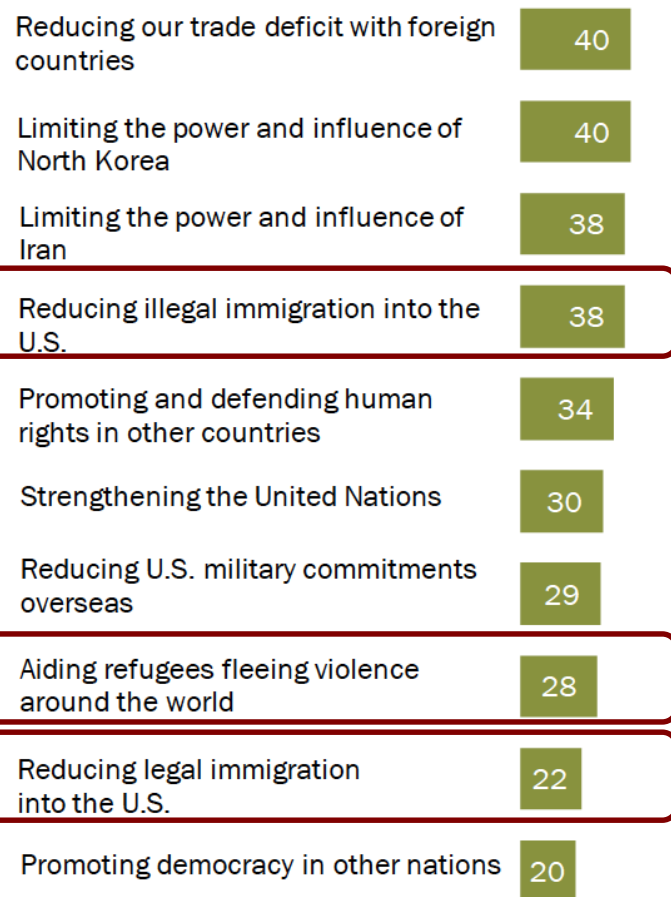 Reducing our trade deficit with foreign
countries
40
Limiting the power and influence of
North Korea
40
Limiting the power and influence of
Iran
38
Reducing illegal immigration into the
U.S.
38
Promoting and defending human
rights in other countries
34
Strengthening the United Nations
30
Reducing U.S. military commitments
overseas
29
Aiding refugees fleeing violence
around the world
28
Reducing legal immigration
into the U.S.
22
Promoting democracy in other nations
20